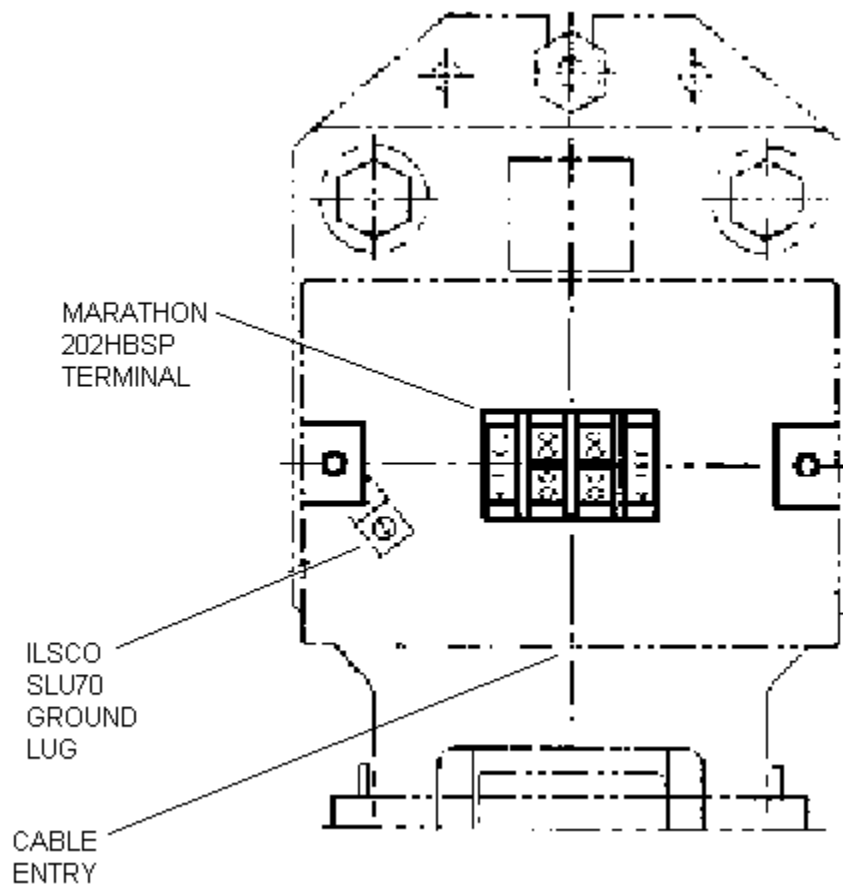 MARATHON
202HBSP
TERMINAL
ILSCO
SLU70
GROUND
LUG
CABLE
ENTRY